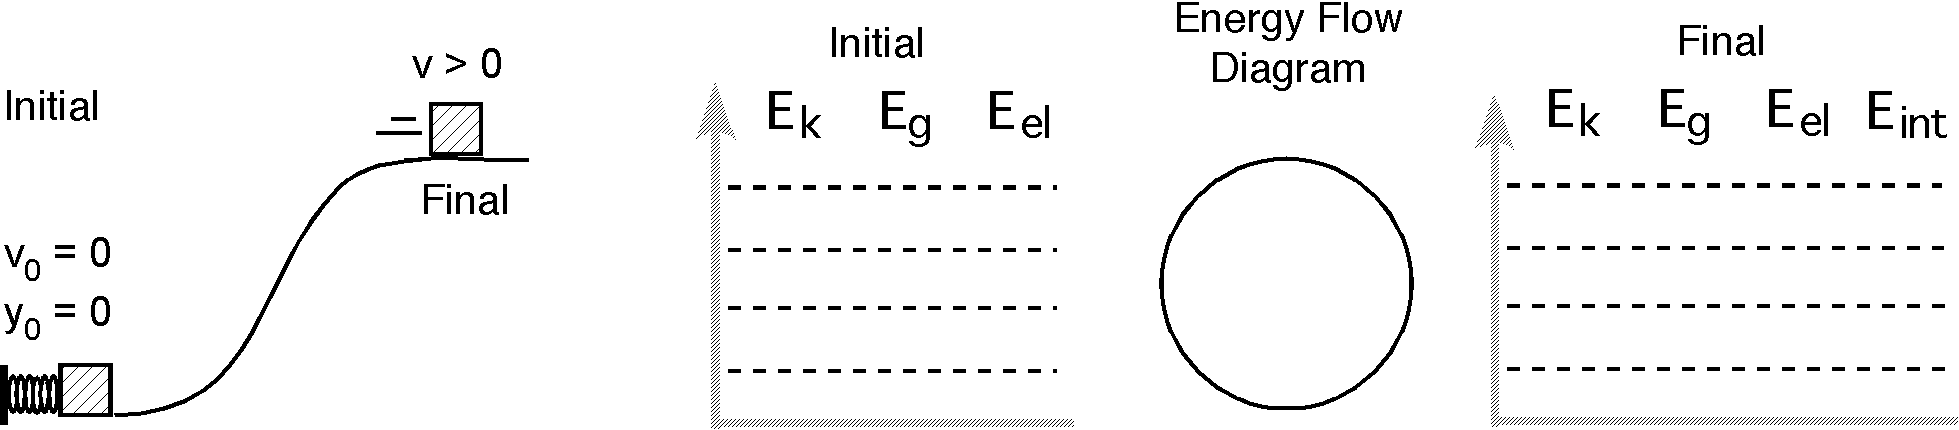 Initial
v > 0
Final
v0 = 0
y0 = 0
Initial
Ek Eg Eel
Energy Flow
Diagram
Final
Ek Eg Eel Eint